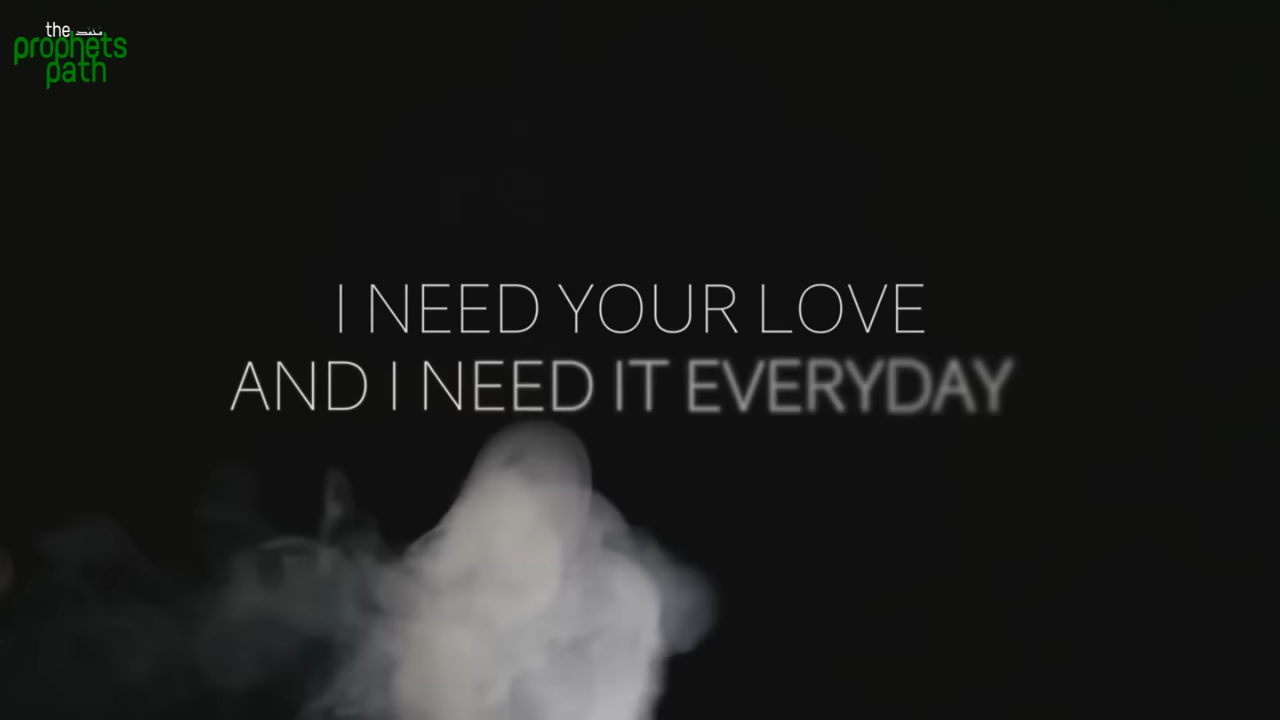 the
prophets
path
I NEED YOUR LOVE
AND I NEED IT EVERYDAY